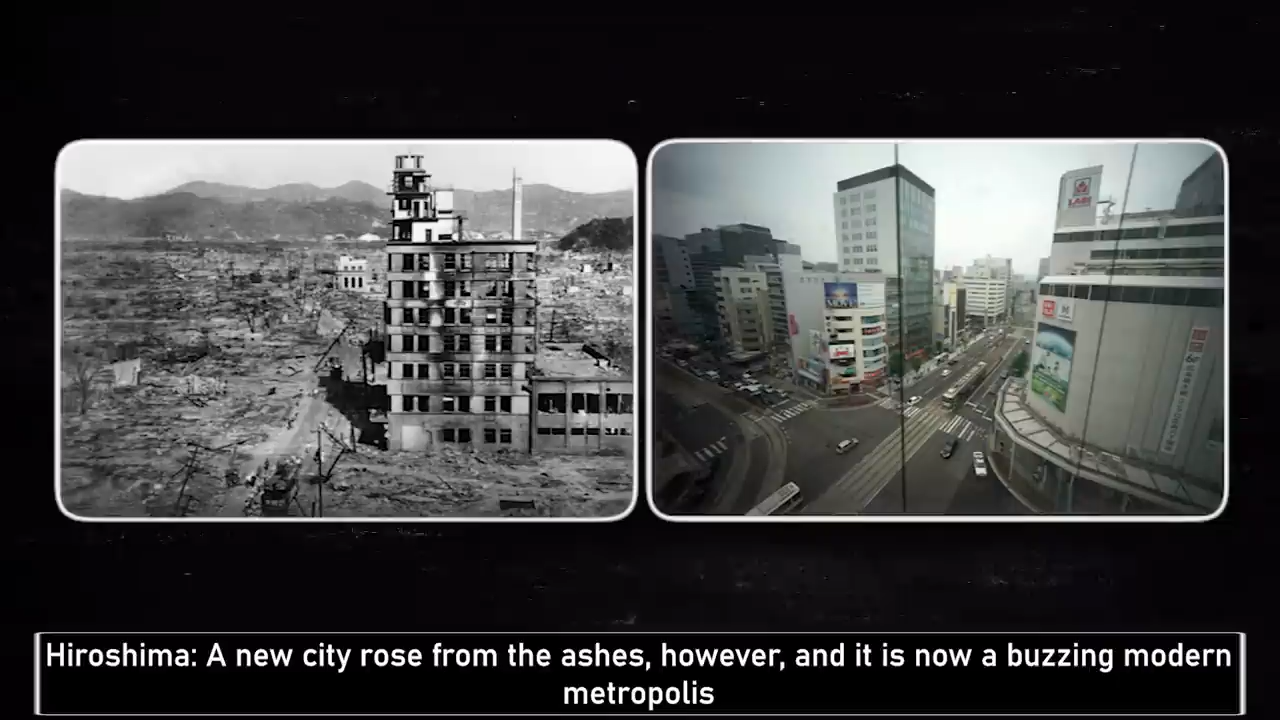 LABI
Hiroshima: A new city rose from the ashes, however, and it is now a buzzing modern
metropolis